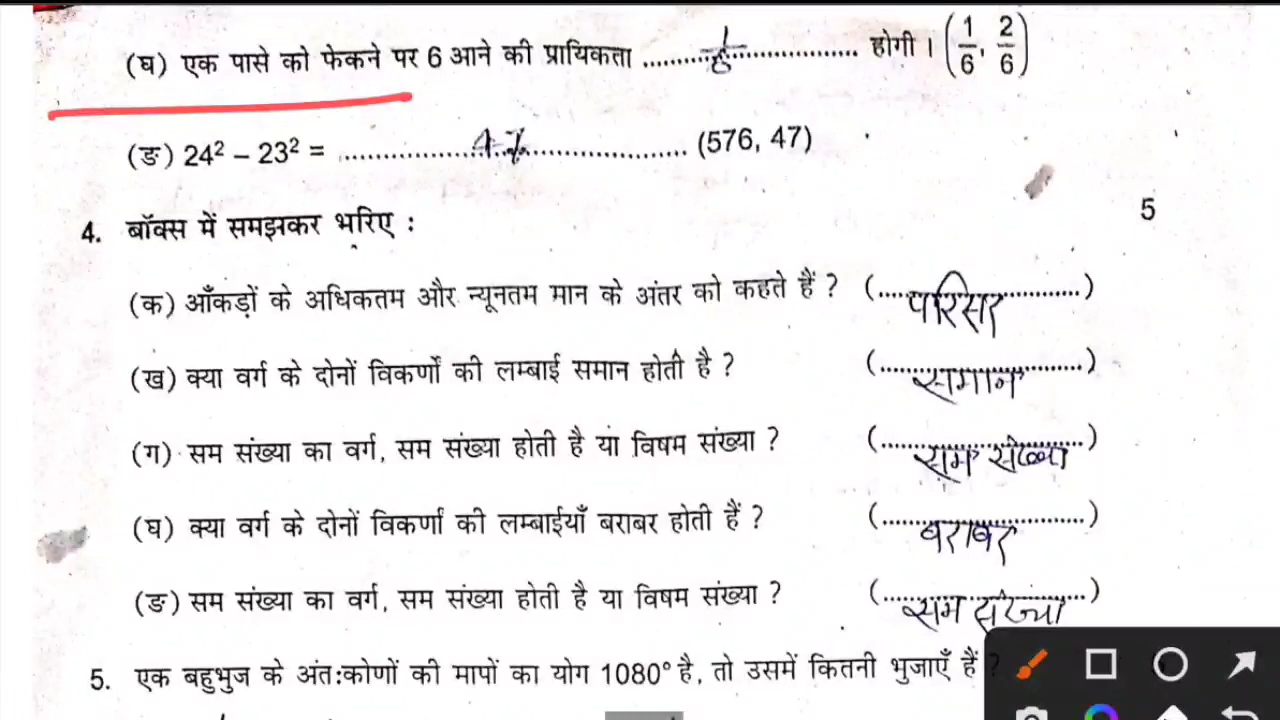 (घ) एक पासे को फेकने पर 6 आने की प्रायिकता ........1/6............ होगी। (1/6, 2/6)
(ङ) 24² – 23² = ................47................ (576, 47)
5
4. बॉक्स में समझकर भरिए :
(क) आँकड़ों के अधिकतम और न्यूनतम मान के अंतर को कहते हैं ? (........................) परिसर
(ख) क्या वर्ग के दोनों विकर्णों की लम्बाई समान होती है ? (........................) समान
(ग) सम संख्या का वर्ग, सम संख्या होती है या विषम संख्या ? (........................) सम संख्या
(घ) क्या वर्ग के दोनों विकर्णां की लम्बाईयाँ बराबर होती हैं ? (........................) बराबर
(ङ) सम संख्या का वर्ग, सम संख्या होती है या विषम संख्या ? (........................) सम संख्या
5. एक बहुभुज के अंत:कोणों की मापों का योग 1080° है, तो उसमें कितनी भुजाएँ हैं ?